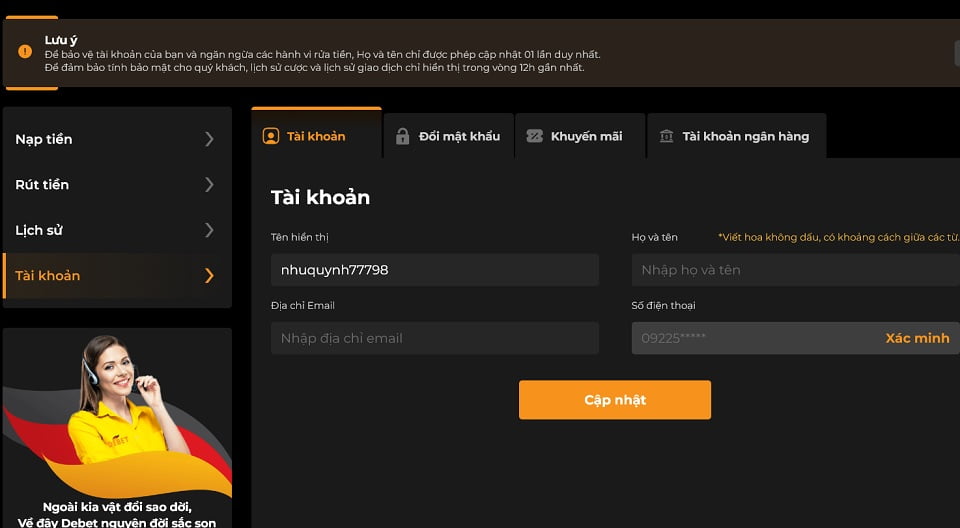 Lưu ý
Để bảo vệ tài khoản của bạn và ngăn ngừa các hành vi rửa tiền, Họ và tên chỉ được phép cập nhật 01 lần duy nhất.
Để đảm bảo tính bảo mật cho quý khách, lịch sử cược và lịch sử giao dịch chỉ hiển thị trong vòng 12h gần nhất.
Nạp tiền
Rút tiền
Lịch sử
Tài khoản
Tài khoản
Đổi mật khẩu
Khuyến mãi
Tài khoản ngân hàng
Tài khoản
Tên hiển thị
nhuquynh77798
Họ và tên
*Viết hoa không dấu, có khoảng cách giữa các từ.
Nhập họ và tên
Địa chỉ Email
Nhập địa chỉ email
Số điện thoại
09225*****
Xác minh
Cập nhật
DEBET
Ngoài kia vật đổi sao dời,
Về đây Debet nguyện đời sắc son